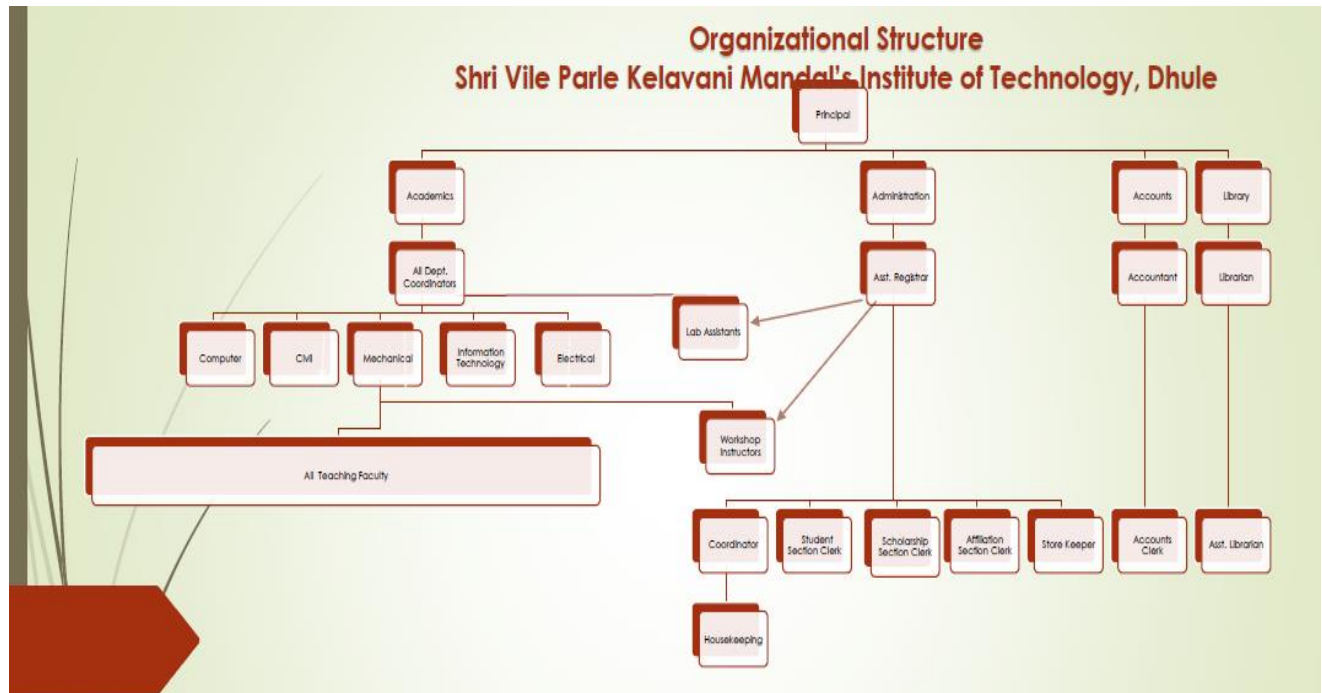 Organizational Structure
Shri Vile Parle Kelavani Mandal's Institute of Technology, Dhule
Principal
Academics
Administration
Accounts
Library
All Dept.
Coordinators
Asst. Registrar
Accountant
Librarian
Lab Assistants
Computer
Civil
Mechanical
Information
Technology
Electrical
Workshop
Instructors
All Teaching Faculty
Coordinator
Student
Section Clerk
Scholarship
Section Clerk
Affiliation
Section Clerk
Store Keeper
Accounts
Clerk
Asst. Librarian
Housekeeping